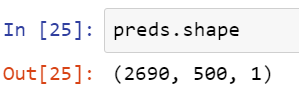 In [25]: preds.shape
Out[25]: (2690, 500, 1)